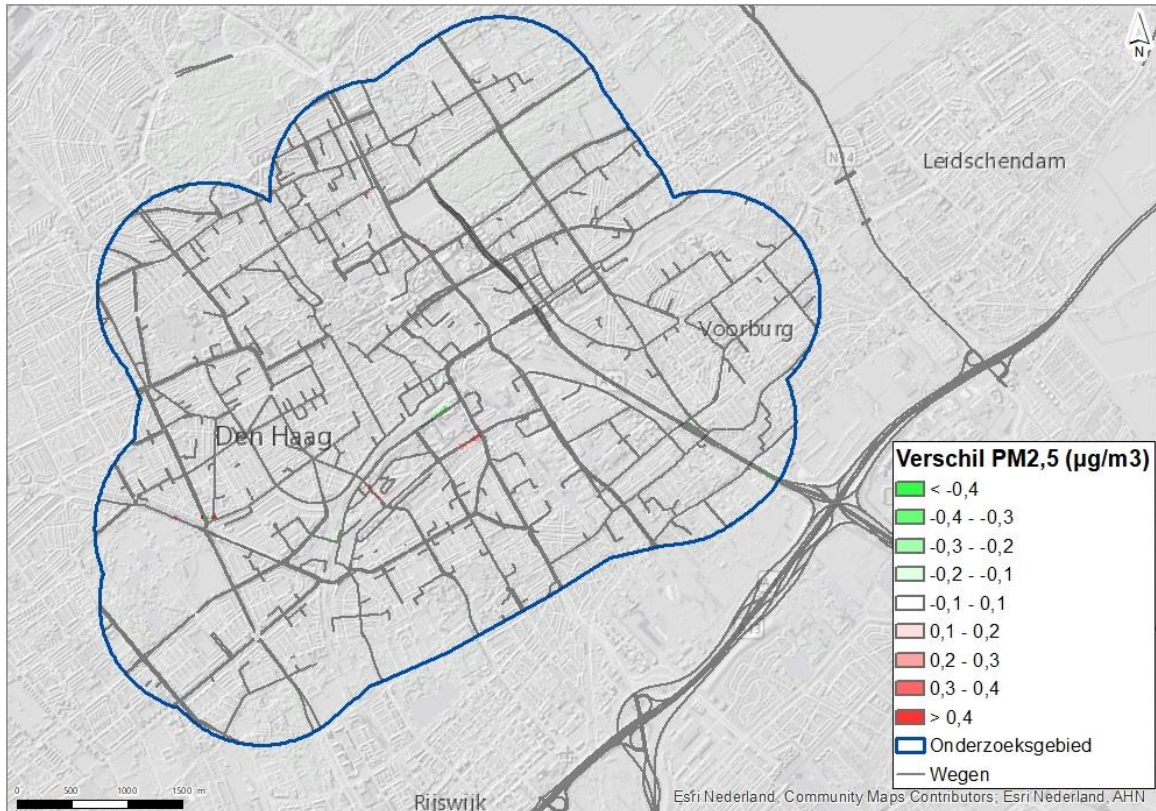 N
Leidschendam
N14
Voorburg
Den Haag
Rijswijk
Verschil PM2,5 (µg/m3)
< -0,4
-0,4 - -0,3
-0,3 - -0,2
-0,2 - -0,1
-0,1 - 0,1
0,1 - 0,2
0,2 - 0,3
0,3 - 0,4
> 0,4
Onderzoeksgebied
Wegen
0 500 1000 1500 m
Esri Nederland, Community Maps Contributors; Esri Nederland, AHN